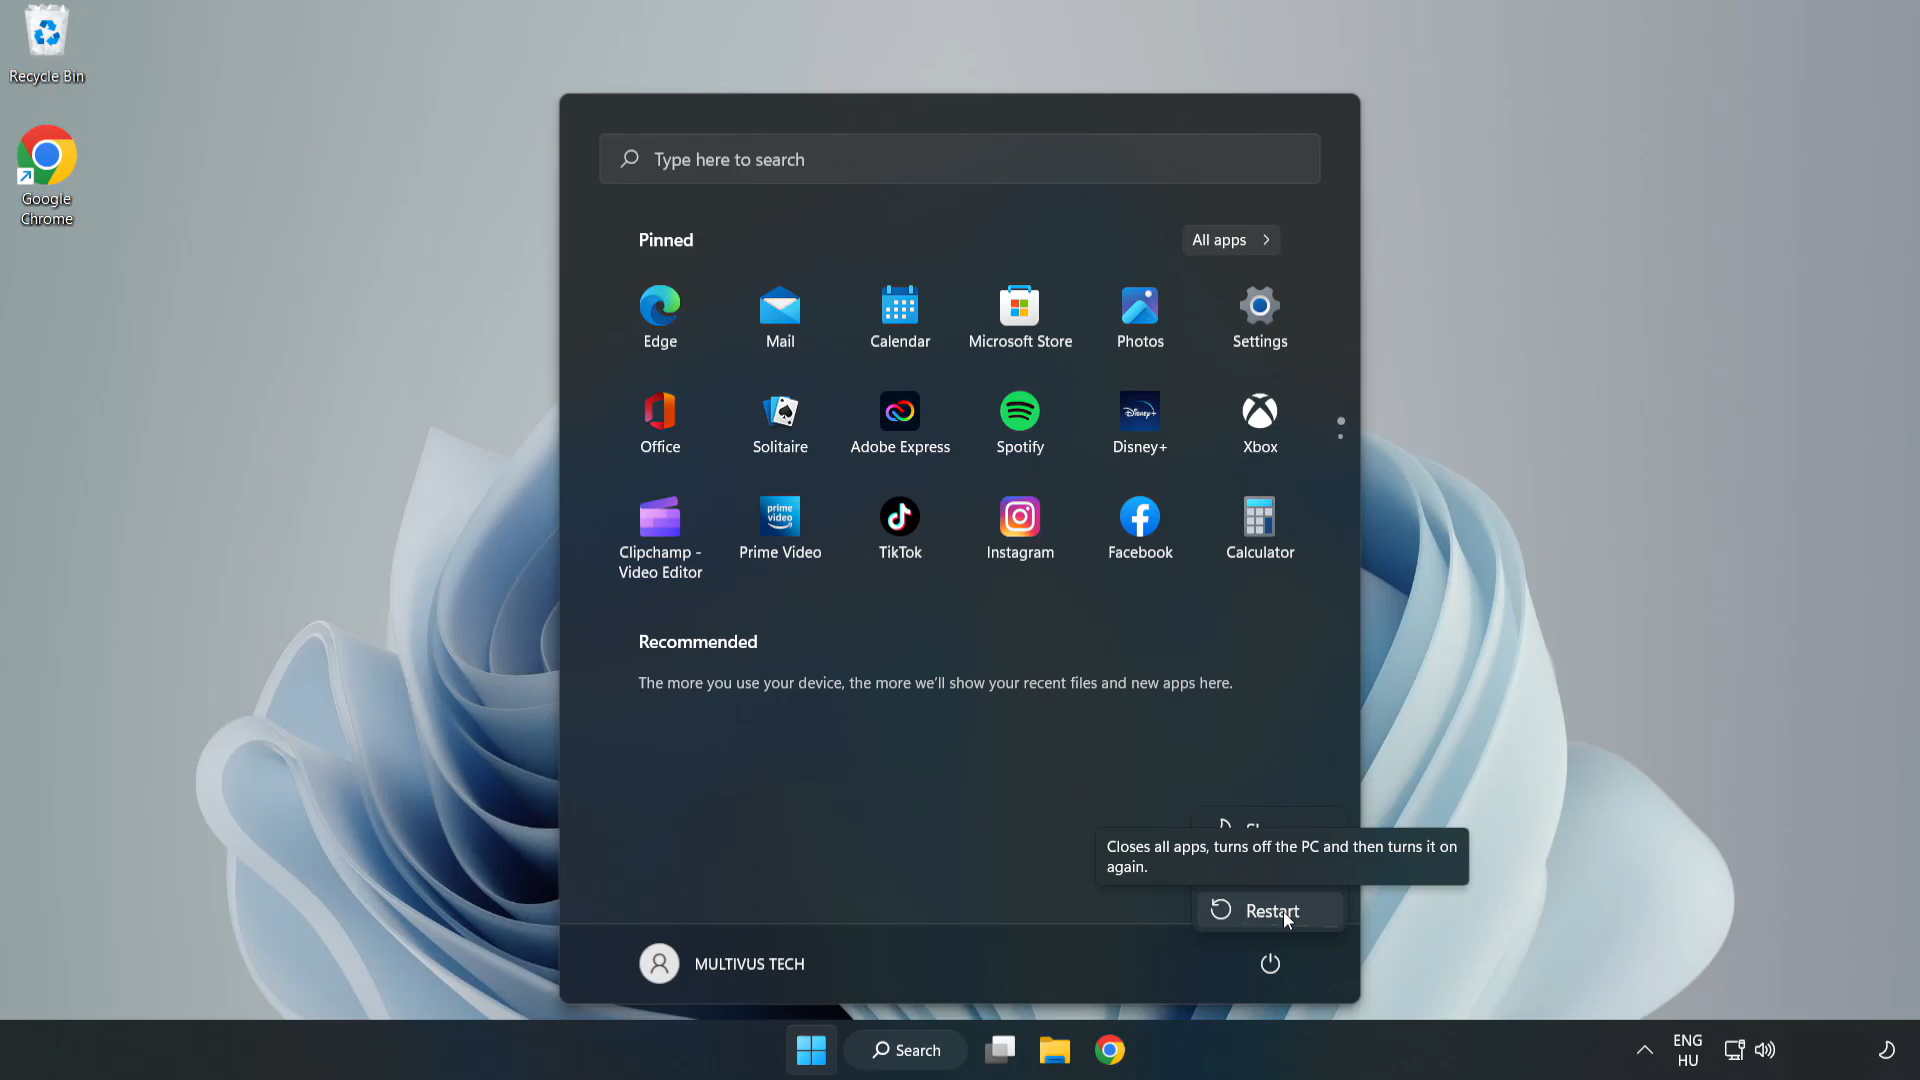 Recycle Bin
Google
Chrome
Type here to search
Pinned
All apps
Edge
Mail
Calendar
Microsoft Store
Photos
Settings
Office
Solitaire
Adobe Express
Spotify
Disney+
Disney+
Xbox
prime
video
Clipchamp -
Video Editor
Prime Video
TikTok
Instagram
Facebook
Calculator
Recommended
The more you use your device, the more we'll show your recent files and new apps here.
Closes all apps, turns off the PC and then turns it on
again.
Restart
MULTIVUS TECH
Search
ENG
HU